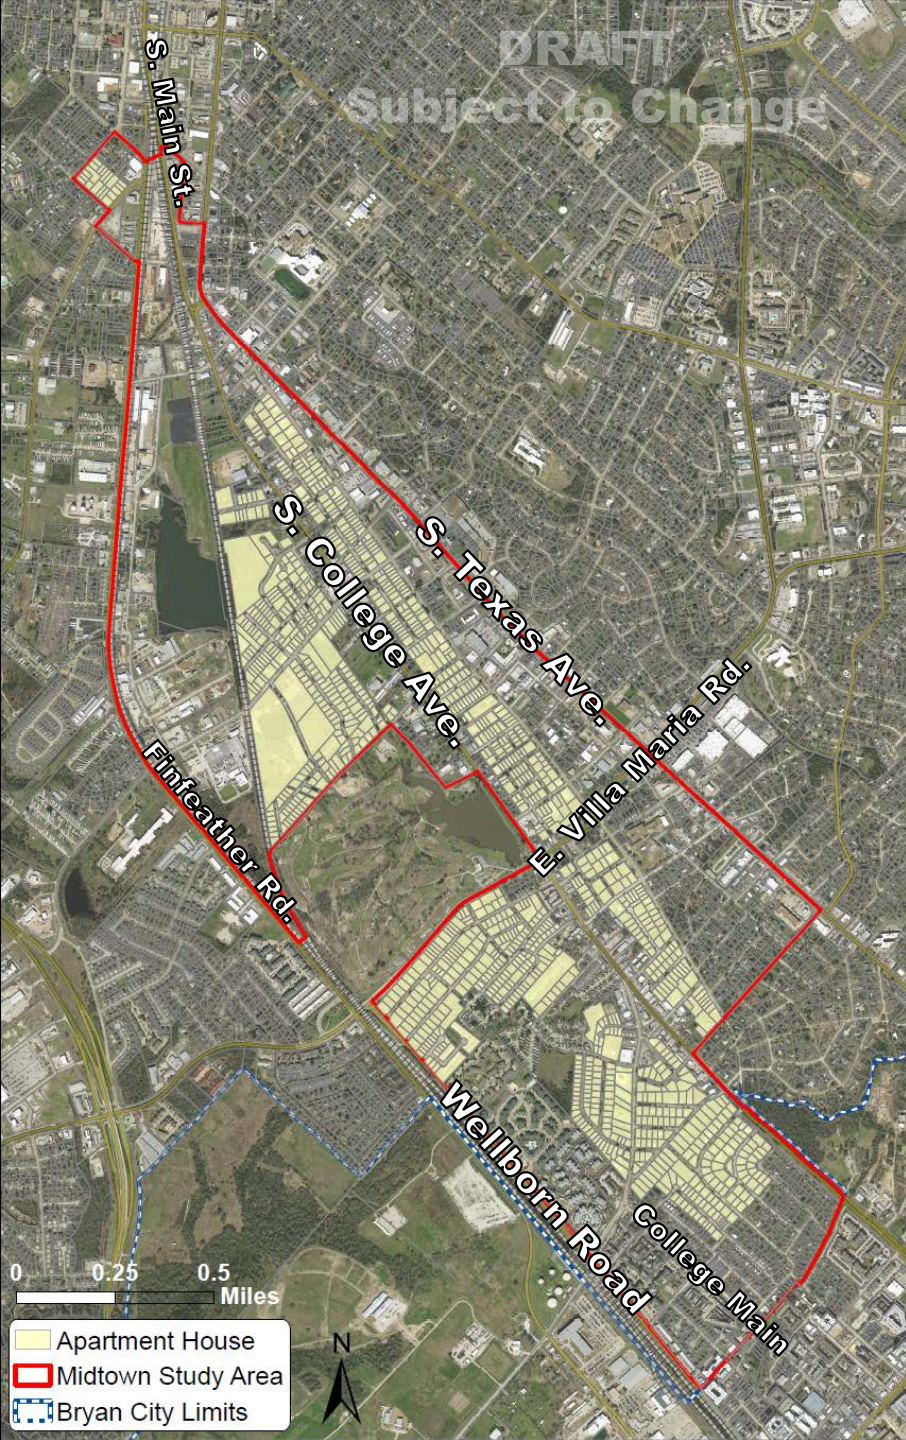 DRAFT
Subject to Change
S. Main St.
S. College Ave.
S. Texas Ave.
E. Villa Maria Rd.
Finfeather Rd.
Wellborn Road
College Main
0 0.25 0.5
Miles
N
Apartment House
Midtown Study Area
Bryan City Limits